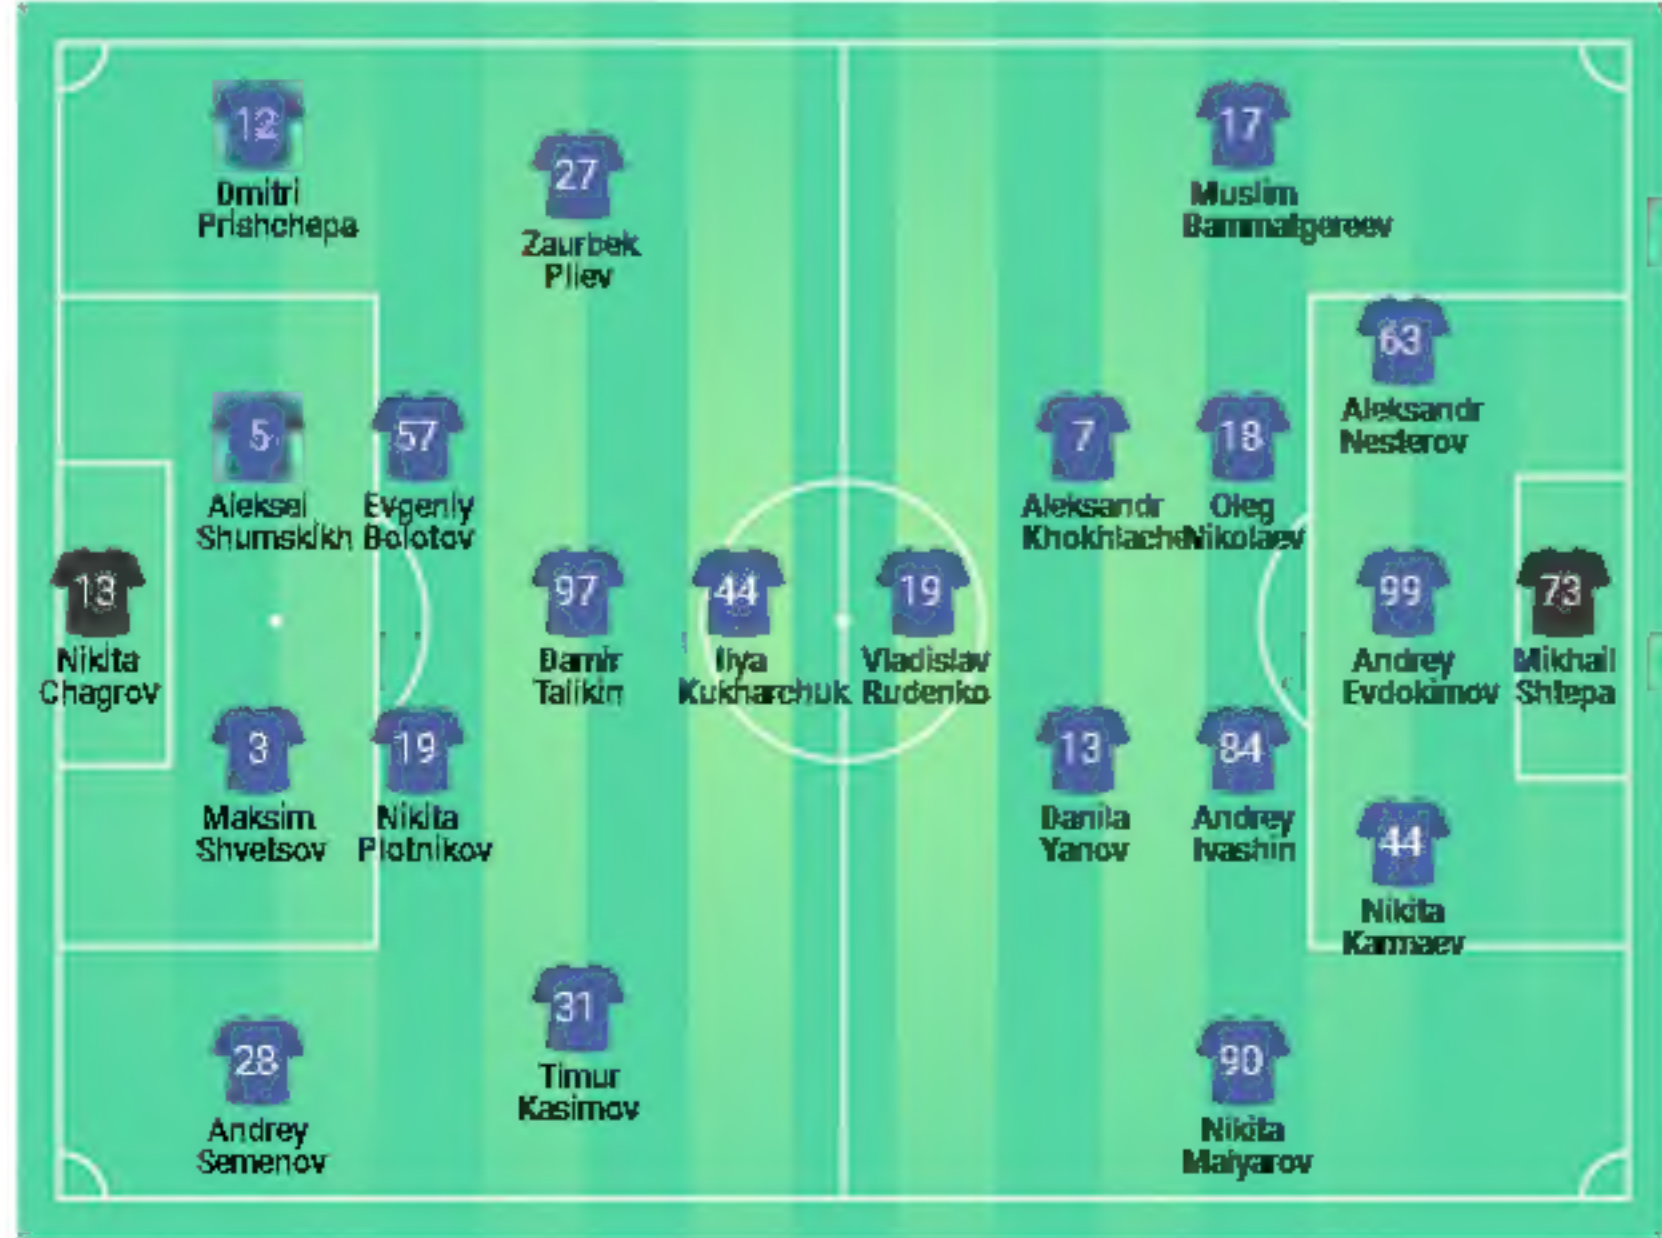 12
Dmitri
Prishchepa
27
Zaurbek
Pliev
5
Aleksei
Shumskikh
57
Evgeniy
Bolotov
13
Nikita
Chagrov
97
Damir
Talikin
44
Ilya
Kukharchuk
3
Maksim
Shvetsov
19
Nikita
Plotnikov
28
Andrey
Semenov
31
Timur
Kasimov
17
Muslim
Bammatgereev
63
Aleksandr
Nesterov
7
Aleksandr
18
Oleg
Nikolaev
19
Vladislav
Rudenko
99
Andrey
Evdokimov
73
Mikhail
Shtepa
13
Danila
Yanov
84
Andrey
Ivashin
44
Nikita
Karmaev
90
Nikita
Malyarov